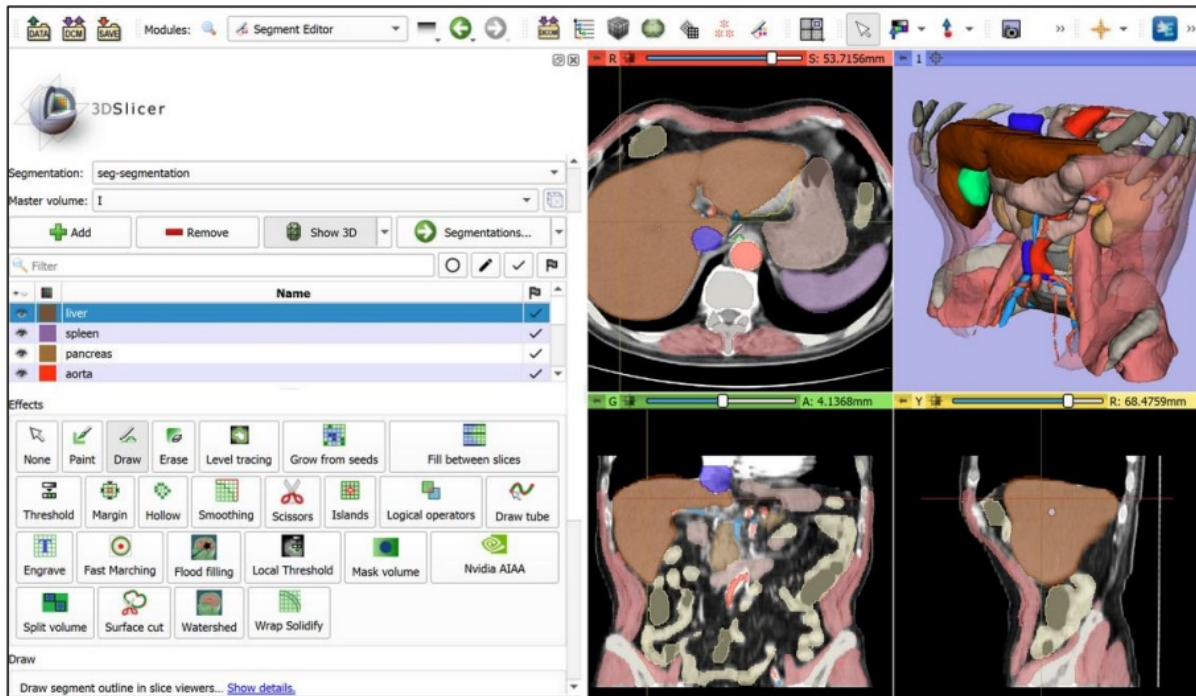 DATA DCM SAVE Modules: Segment Editor DICOM » »
3DSlicer
Segmentation: seg-segmentation
Master volume: I
Add Remove Show 3D Segmentations...
Filter
Name
liver
spleen
pancreas
aorta
Effects
None Paint Draw Erase Level tracing Grow from seeds Fill between slices
Threshold Margin Hollow Smoothing Scissors Islands Logical operators Draw tube
Engrave Fast Marching Flood filling Local Threshold Mask volume Nvidia AIAA
Split volume Surface cut Watershed Wrap Solidify
Draw
Draw segment outline in slice viewers... Show details.
R S: 53.7156mm
1
G A: 4.1368mm
Y R: 68.4759mm